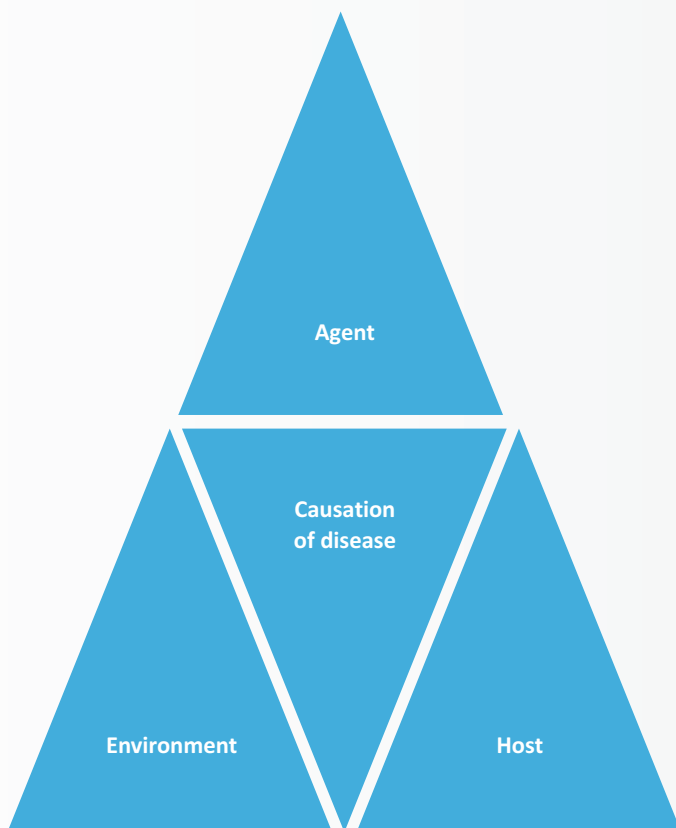 Agent
Causation
of disease
Environment
Host